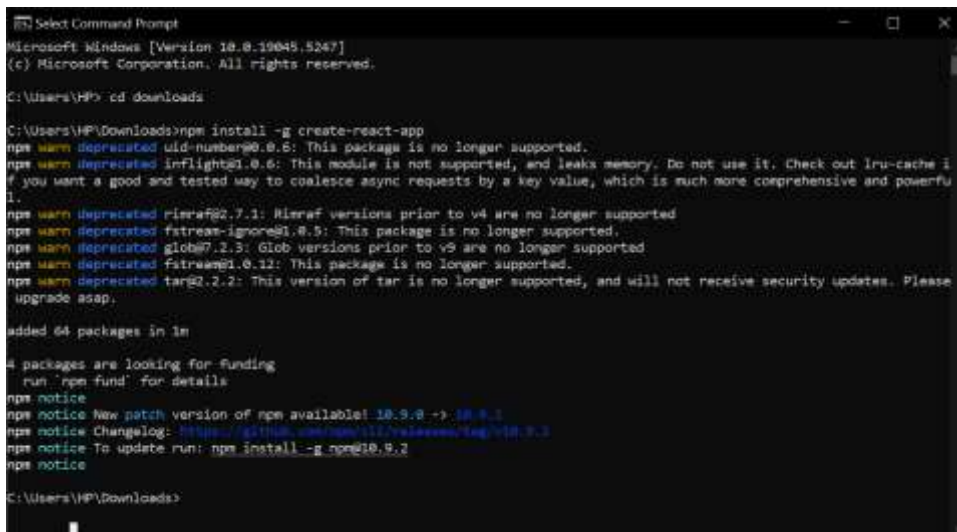 Select Command Prompt
Microsoft Windows [Version 10.0.19045.5247]
(c) Microsoft Corporation. All rights reserved.
C:\Users\HP> cd downloads
C:\Users\HP\Downloads>npm install -g create-react-app
npm warn deprecated uid-number@0.0.6: This package is no longer supported.
npm warn deprecated inflight@1.0.6: This module is not supported, and leaks memory. Do not use it. Check out lru-cache i
f you want a good and tested way to coalesce async requests by a key value, which is much more comprehensive and powerfu
l.
npm warn deprecated rimraf@2.7.1: Rimraf versions prior to v4 are no longer supported
npm warn deprecated fstream-ignore@1.0.5: This package is no longer supported.
npm warn deprecated glob@7.2.3: Glob versions prior to v9 are no longer supported
npm warn deprecated fstream@1.0.12: This package is no longer supported.
npm warn deprecated tar@2.2.2: This version of tar is no longer supported, and will not receive security updates. Please
 upgrade asap.
added 64 packages in 1m
4 packages are looking for funding
  run `npm fund` for details
npm notice
npm notice New patch version of npm available! 10.9.0 ->
npm notice Changelog:
npm notice To update run: npm install -g npm@10.9.2
npm notice
C:\Users\HP\Downloads>